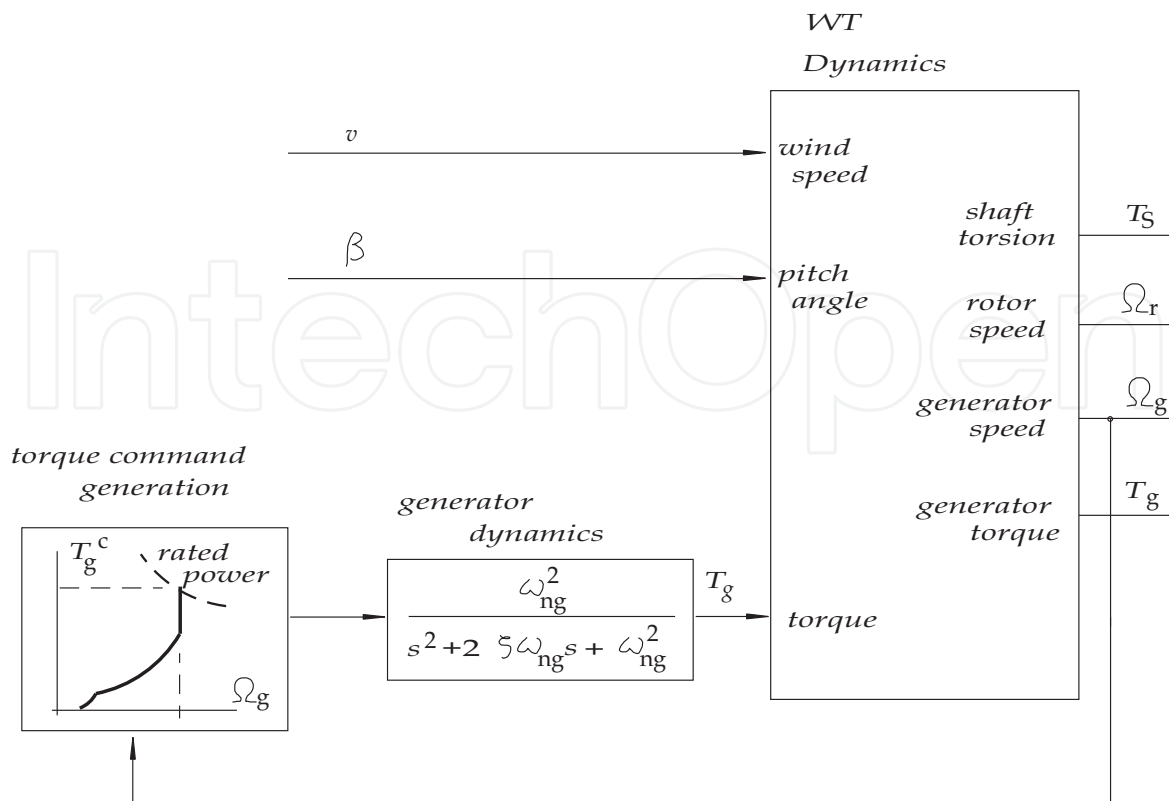 WT
Dynamics
v
wind
speed
shaft
torsion
T_S
β
pitch
angle
Ω_r
rotor
speed
IntechOpen
Ω_g
generator
speed
torque command
generation
generator
dynamics
T_g
generator
torque
T_g^c
rated
power
Ω_g
ω_ng^2
s^2+2 ζω_ng s + ω_ng^2
T_g
torque